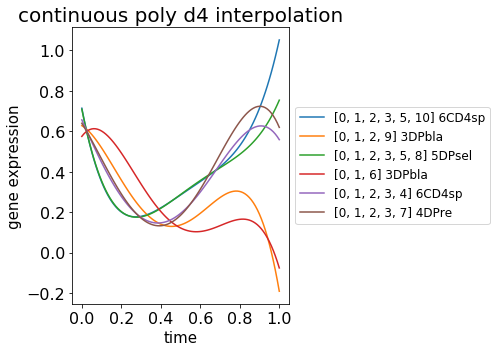 continuous poly d4 interpolation
gene expression
1.0
0.8
0.6
0.4
0.2
0.0
−0.2
0.0 0.2 0.4 0.6 0.8 1.0
time
[0, 1, 2, 3, 5, 10] 6CD4sp
[0, 1, 2, 9] 3DPbla
[0, 1, 2, 3, 5, 8] 5DPsel
[0, 1, 6] 3DPbla
[0, 1, 2, 3, 4] 6CD4sp
[0, 1, 2, 3, 7] 4DPre